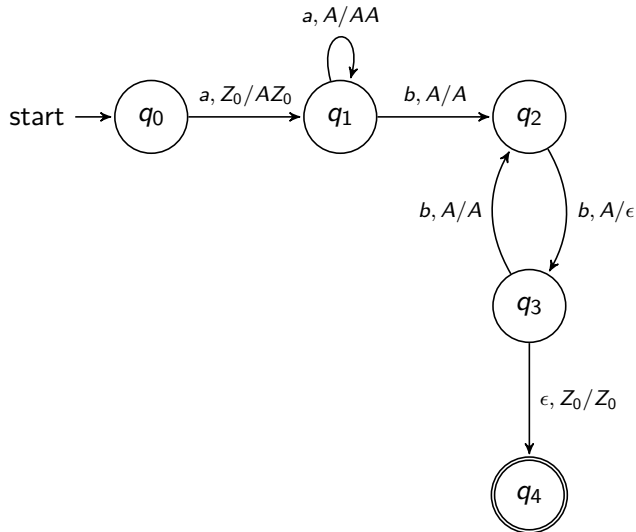 a, A/AA
start
q0
a, Z0/AZ0
q1
b, A/A
q2
b, A/A
b, A/ϵ
q3
ϵ, Z0/Z0
q4